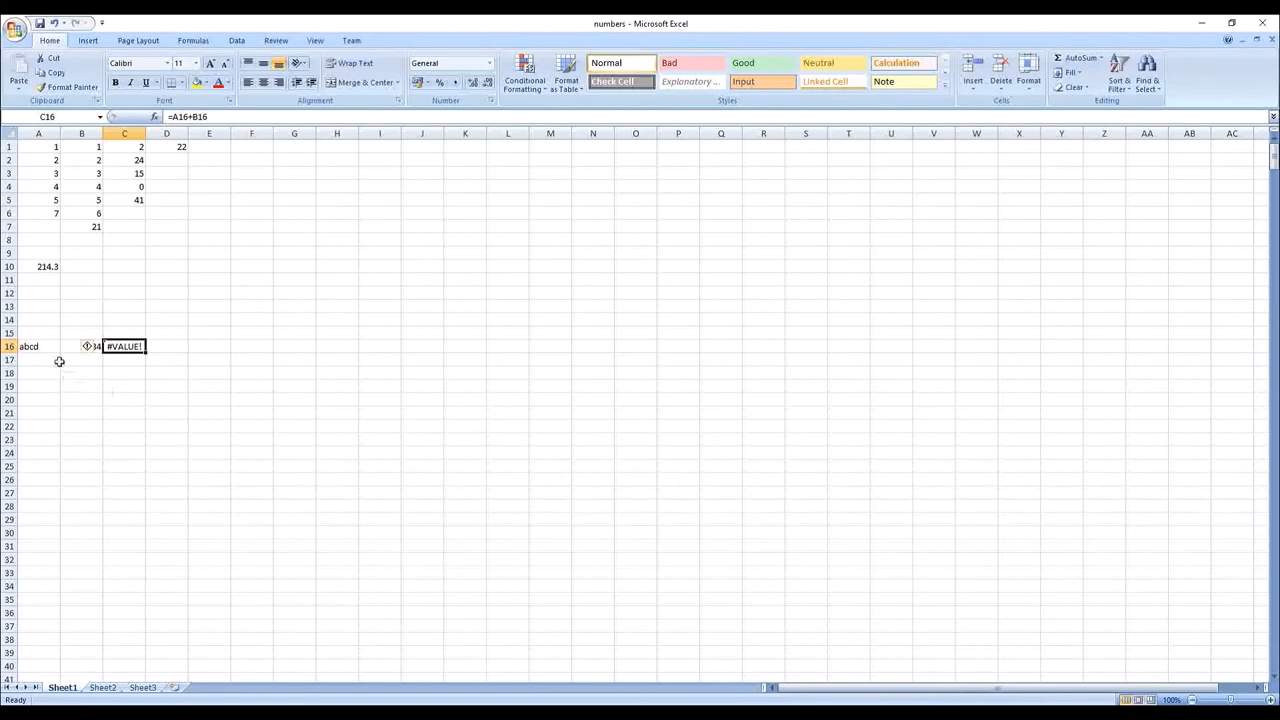 numbers - Microsoft Excel
Home Insert Page Layout Formulas Data Review View Team
Paste Cut Copy Format Painter Clipboard
Calibri 11 A A B I U A Font
Wrap Text Merge & Center Alignment
General % , Number
Conditional Formatting Format as Table
Normal Bad Good Neutral Calculation
Check Cell Explanatory ... Input Linked Cell Note
Styles
Insert Delete Format Cells
AutoSum Fill Clear Sort & Filter Find & Select Editing
C16 fx =A16+B16
A B C D E F G H I J K L M N O P Q R S T U V W X Y Z AA AB AC
1 1 1 2 22
2 2 2 24
3 3 3 15
4 4 4 0
5 5 5 41
6 7 6
7 21
8
9
10 214.3
11
12
13
14
15
16 abcd 34 #VALUE!
17
18
19
20
21
22
23
24
25
26
27
28
29
30
31
32
33
34
35
36
37
38
39
40
41
Sheet1 Sheet2 Sheet3
Ready 100%